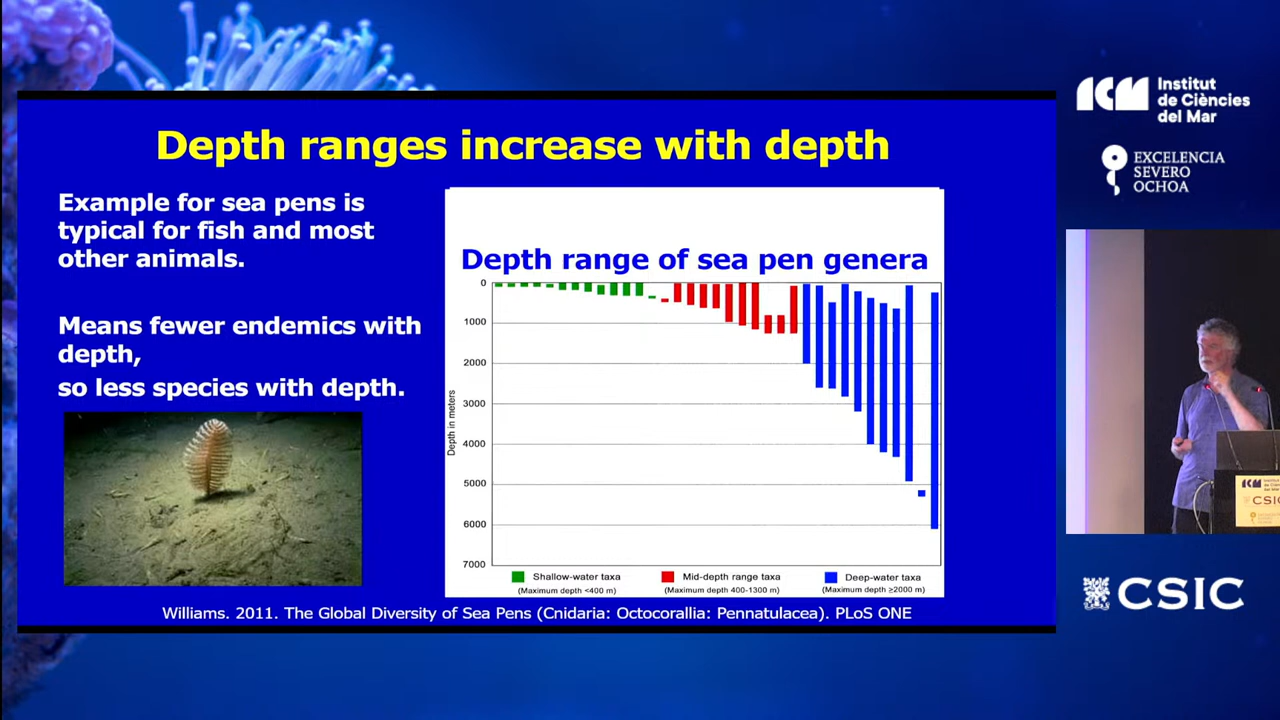 Depth ranges increase with depth
Example for sea pens is
typical for fish and most
other animals.
Means fewer endemics with
depth,
so less species with depth.
Depth range of sea pen genera
0
1000
2000
3000
4000
5000
6000
7000
Depth in meters
Shallow-water taxa
(Maximum depth <400 m)
Mid-depth range taxa
(Maximum depth 400-1300 m)
Deep-water taxa
(Maximum depth ≥2000 m)
Williams. 2011. The Global Diversity of Sea Pens (Cnidaria: Octocorallia: Pennatulacea). PLoS ONE
ICM
Institut
de Ciències
del Mar
EXCELENCIA
SEVERO
OCHOA
ICM
CSIC
CSIC